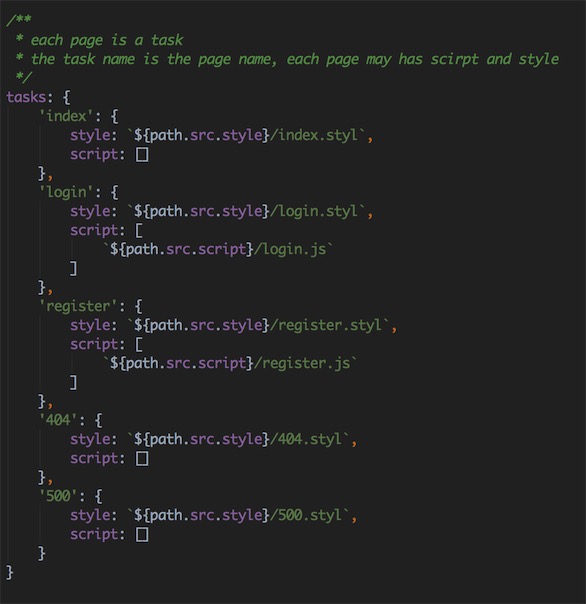 /**
 * each page is a task
 * the task name is the page name, each page may has scirpt and style
 */
tasks: {
    'index': {
        style: `${path.src.style}/index.styl`,
        script: []
    },
    'login': {
        style: `${path.src.style}/login.styl`,
        script: [
            `${path.src.script}/login.js`
        ]
    },
    'register': {
        style: `${path.src.style}/register.styl`,
        script: [
            `${path.src.script}/register.js`
        ]
    },
    '404': {
        style: `${path.src.style}/404.styl`,
        script: []
    },
    '500': {
        style: `${path.src.style}/500.styl`,
        script: []
    }
}